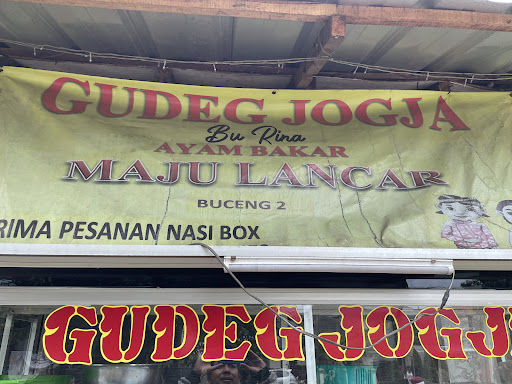 GUDEG JOGJA
Bu Rina
AYAM BAKAR
MAJU LANCAR
BUCENG 2
RIMA PESANAN NASI BOX
GUDEG JOGJ